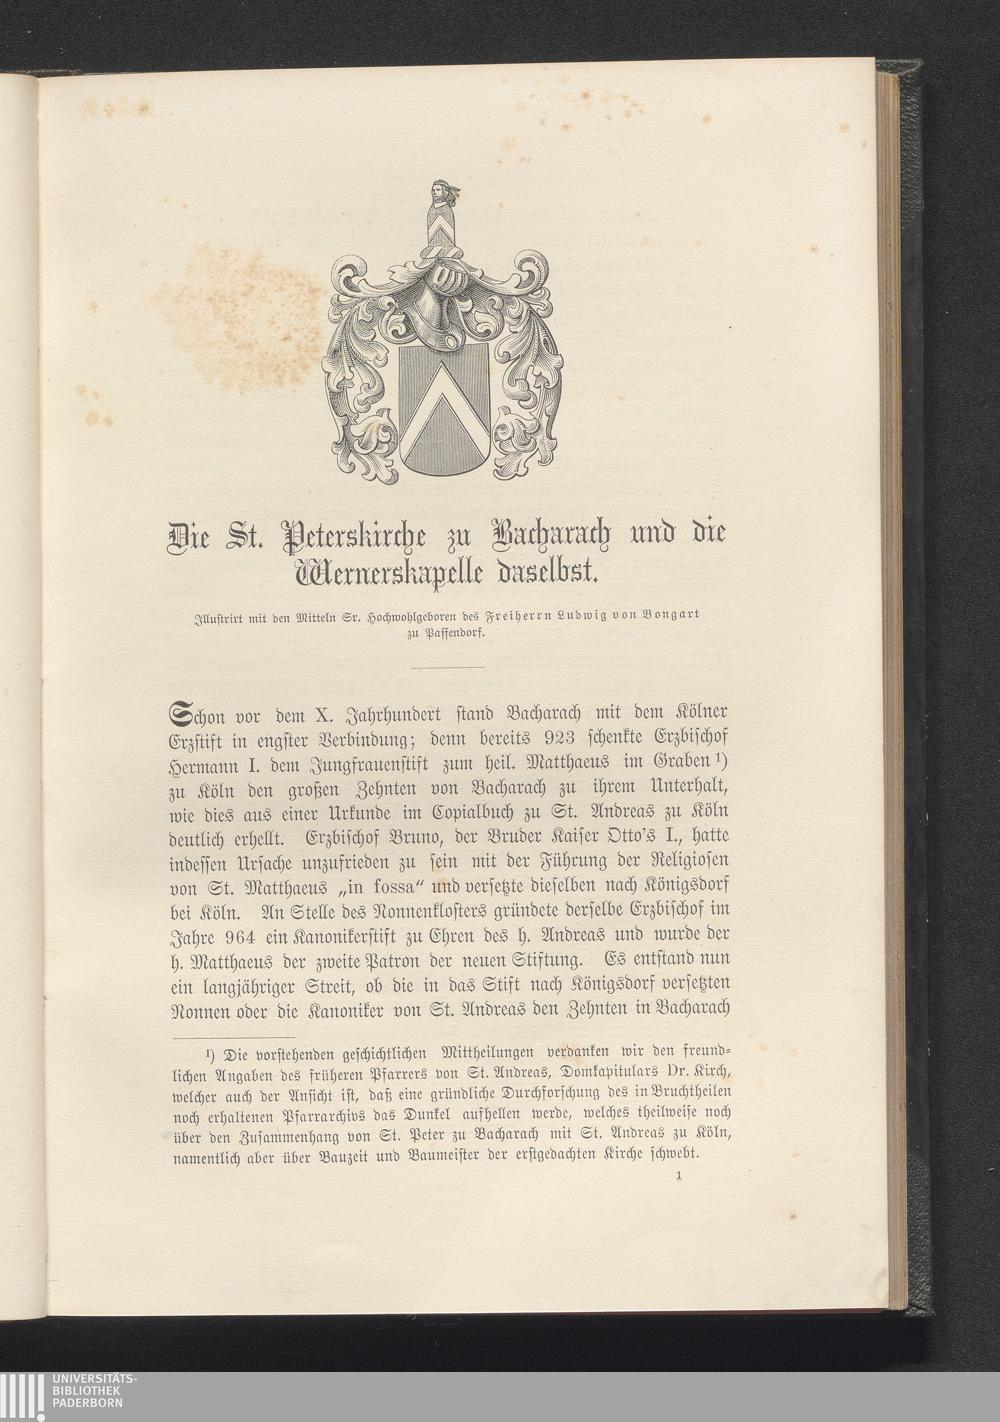 Die St. Peterskirche zu Bacharach und die
Wernerskapelle daselbst.
Illustrirt mit den Mitteln Sr. Hochwohlgeboren des Freiherrn Ludwig von Bongart
zu Paffendorf.
Schon vor dem X. Jahrhundert stand Bacharach mit dem Kölner
Erzstift in engster Verbindung; denn bereits 923 schenkte Erzbischof
Hermann I. dem Jungfrauenstift zum heil. Matthaeus im Graben ¹)
zu Köln den großen Zehnten von Bacharach zu ihrem Unterhalt,
wie dies aus einer Urkunde im Copialbuch zu St. Andreas zu Köln
deutlich erhellt. Erzbischof Bruno, der Bruder Kaiser Otto's I., hatte
indessen Ursache unzufrieden zu sein mit der Führung der Religiosen
von St. Matthaeus „in fossa“ und versetzte dieselben nach Königsdorf
bei Köln. An Stelle des Nonnenklosters gründete derselbe Erzbischof im
Jahre 964 ein Kanonikerstift zu Ehren des h. Andreas und wurde der
h. Matthaeus der zweite Patron der neuen Stiftung. Es entstand nun
ein langjähriger Streit, ob die in das Stift nach Königsdorf versetzten
Nonnen oder die Kanoniker von St. Andreas den Zehnten in Bacharach
¹) Die vorstehenden geschichtlichen Mittheilungen verdanken wir den freund-
lichen Angaben des früheren Pfarrers von St. Andreas, Domkapitulars Dr. Kirch,
welcher auch der Ansicht ist, daß eine gründliche Durchforschung des in Bruchtheilen
noch erhaltenen Pfarrarchivs das Dunkel aufhellen werde, welches theilweise noch
über den Zusammenhang von St. Peter zu Bacharach mit St. Andreas zu Köln,
namentlich aber über Bauzeit und Baumeister der erstgedachten Kirche schwebt.
1
UNIVERSITÄTS-
BIBLIOTHEK
PADERBORN